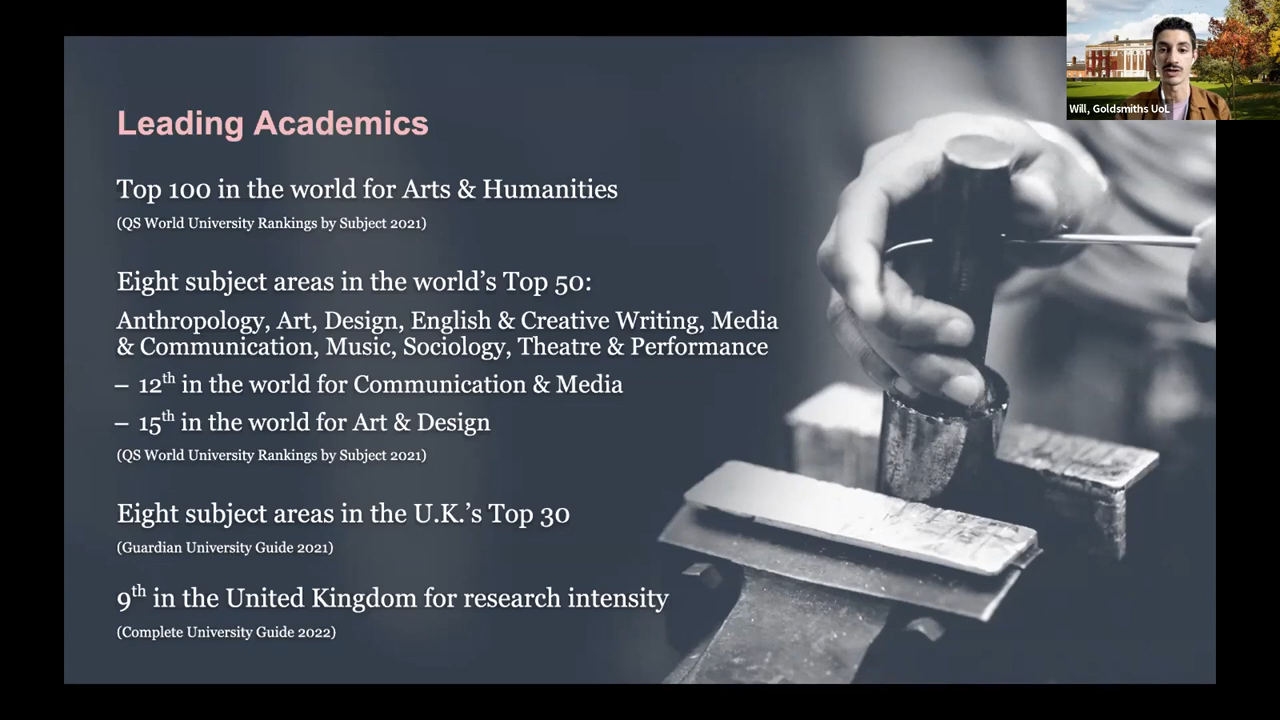 Leading Academics
Top 100 in the world for Arts & Humanities
(QS World University Rankings by Subject 2021)
Eight subject areas in the world’s Top 50:
Anthropology, Art, Design, English & Creative Writing, Media
& Communication, Music, Sociology, Theatre & Performance
– 12th in the world for Communication & Media
– 15th in the world for Art & Design
(QS World University Rankings by Subject 2021)
Eight subject areas in the U.K.’s Top 30
(Guardian University Guide 2021)
9th in the United Kingdom for research intensity
(Complete University Guide 2022)
Will, Goldsmiths UoL